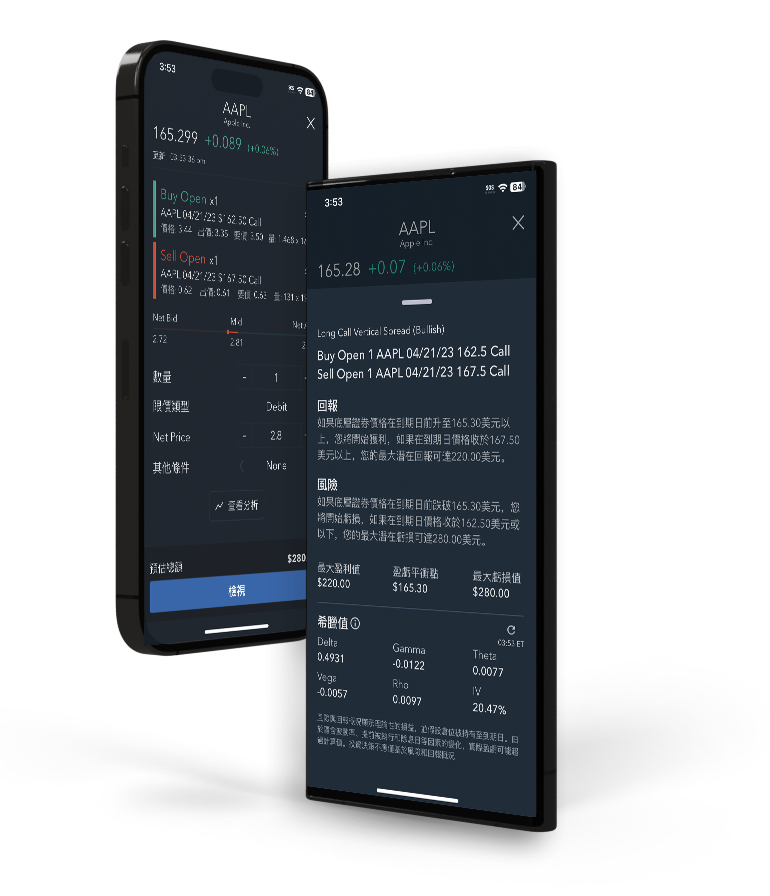 3:53
SOS 84
AAPL
Apple Inc.
165.299 +0.089 (+0.06%)
更新: 03:53:36 pm
Buy Open x1
AAPL 04/21/23 $162.50 Call
價格: 3.44 出價: 3.35 要價: 3.50 量: 1,468 x
Sell Open x1
AAPL 04/21/23 $167.50 Call
價格: 0.62 出價: 0.61 要價: 0.63 量: 131 x
Net Bid Mid Net
2.72 2.81
數量 - 1
限價類型 Debit
Net Price - 2.8
其他條件 None
查看分析
預估總額 $280
檢視
3:53
SOS 84
AAPL
Apple Inc
165.28 +0.07 (+0.06%)
Long Call Vertical Spread (Bullish)
Buy Open 1 AAPL 04/21/23 162.5 Call
Sell Open 1 AAPL 04/21/23 167.5 Call
回報
如果底層證券價格在到期日前升至165.30美元以
上，您將開始獲利，如果在到期日價格收於167.50
美元以上，您的最大潛在回報可達220.00美元。
風險
如果底層證券價格在到期日前跌破165.30美元，您
將開始虧損，如果在到期日價格收於162.50美元或
以下，您的最大潛在虧損可達280.00美元。
最大盈利值 盈虧平衡點 最大虧損值
$220.00 $165.30 $280.00
希臘值
03:53 ET
Delta Gamma Theta
0.4931 -0.0122 0.0077
Vega Rho IV
-0.0057 0.0097 20.47%